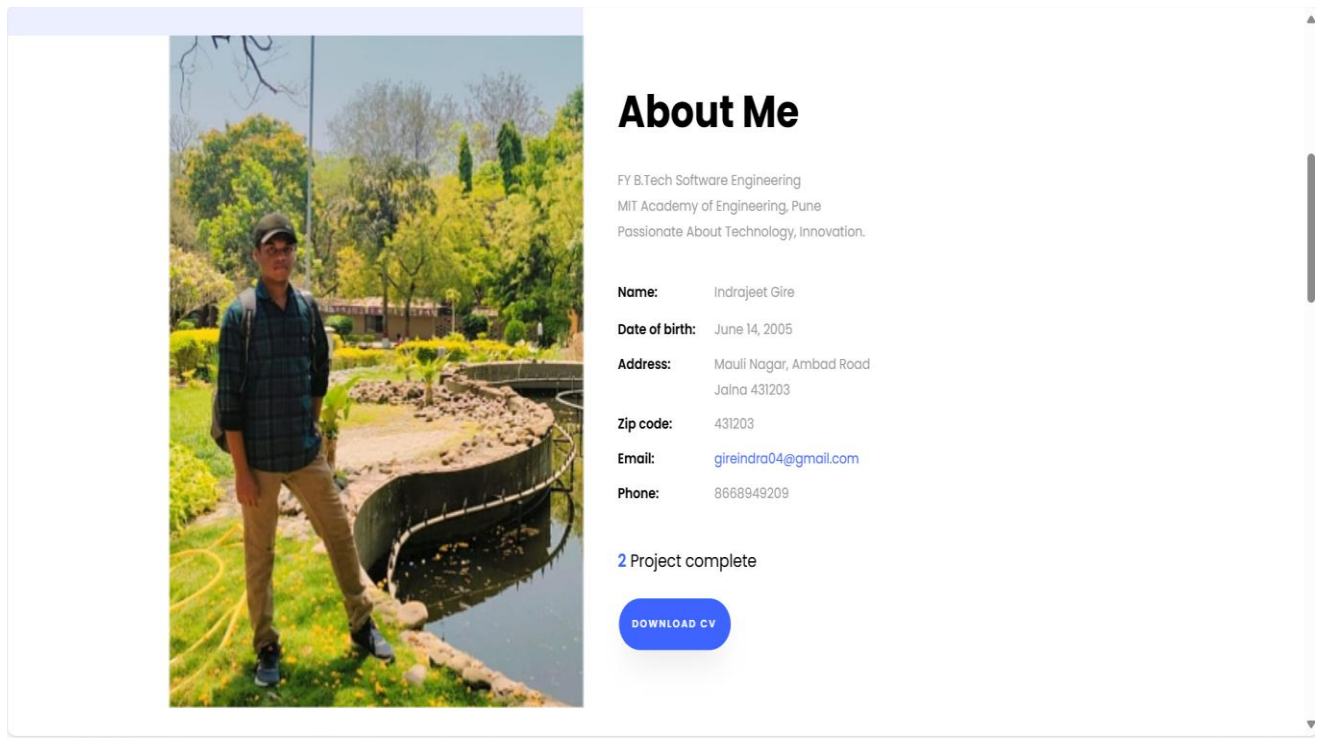 About Me
FY B.Tech Software Engineering
MIT Academy of Engineering, Pune
Passionate About Technology, Innovation.
Name: Indrajeet Gire
Date of birth: June 14, 2005
Address: Mauli Nagar, Ambad Road
Jalna 431203
Zip code: 431203
Email: gireindra04@gmail.com
Phone: 8668949209
2 Project complete
DOWNLOAD CV